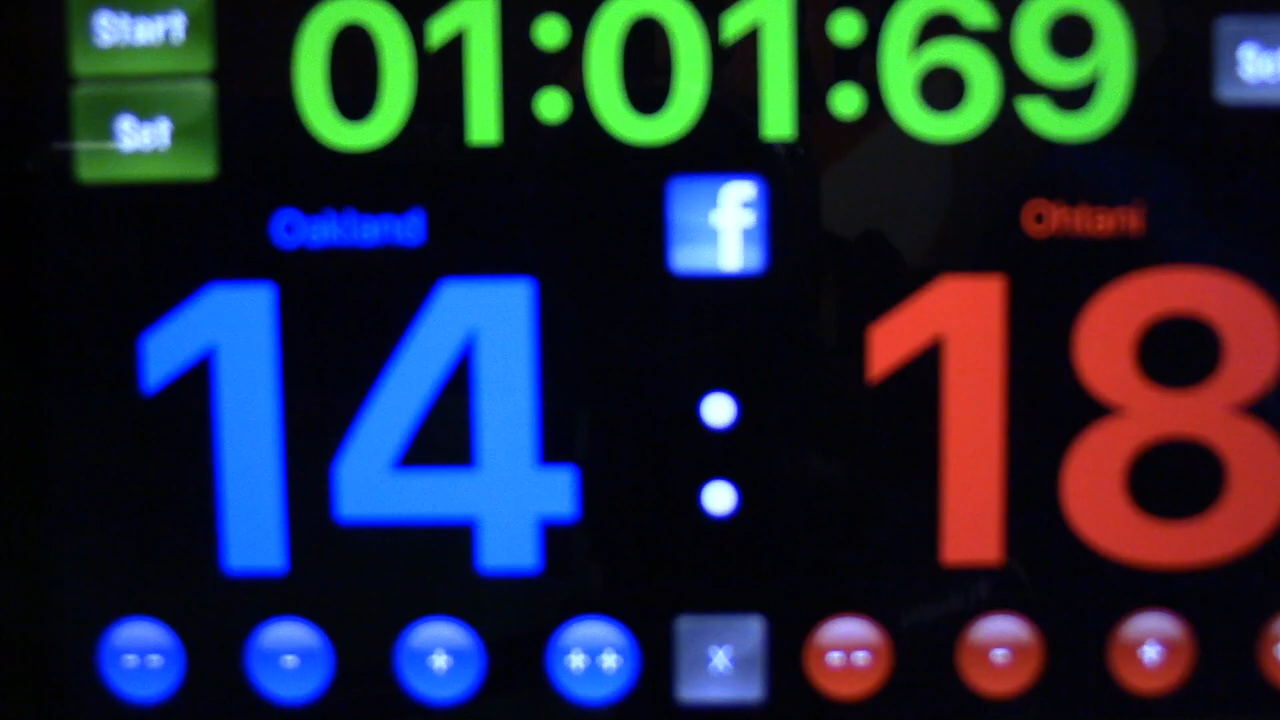 Start
01:01:69
Set
f
Oakland
Ohtani
14 : 18
-- - + ++ X -- - +